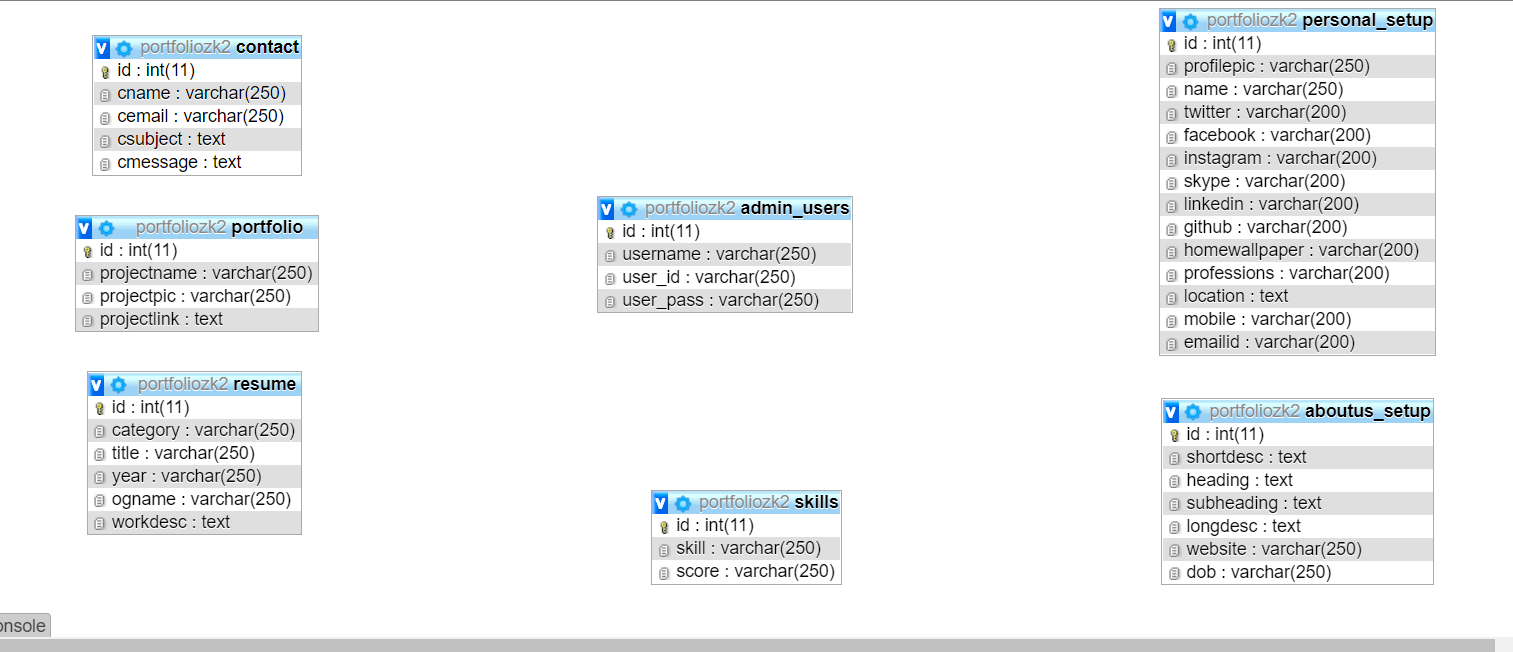 portfoliozk2 contact
id : int(11)
cname : varchar(250)
cemail : varchar(250)
csubject : text
cmessage : text
portfoliozk2 portfolio
id : int(11)
projectname : varchar(250)
projectpic : varchar(250)
projectlink : text
portfoliozk2 resume
id : int(11)
category : varchar(250)
title : varchar(250)
year : varchar(250)
ogname : varchar(250)
workdesc : text
portfoliozk2 admin_users
id : int(11)
username : varchar(250)
user_id : varchar(250)
user_pass : varchar(250)
portfoliozk2 skills
id : int(11)
skill : varchar(250)
score : varchar(250)
portfoliozk2 personal_setup
id : int(11)
profilepic : varchar(250)
name : varchar(250)
twitter : varchar(200)
facebook : varchar(200)
instagram : varchar(200)
skype : varchar(200)
linkedin : varchar(200)
github : varchar(200)
homewallpaper : varchar(200)
professions : varchar(200)
location : text
mobile : varchar(200)
emailid : varchar(200)
portfoliozk2 aboutus_setup
id : int(11)
shortdesc : text
heading : text
subheading : text
longdesc : text
website : varchar(250)
dob : varchar(250)
onsole